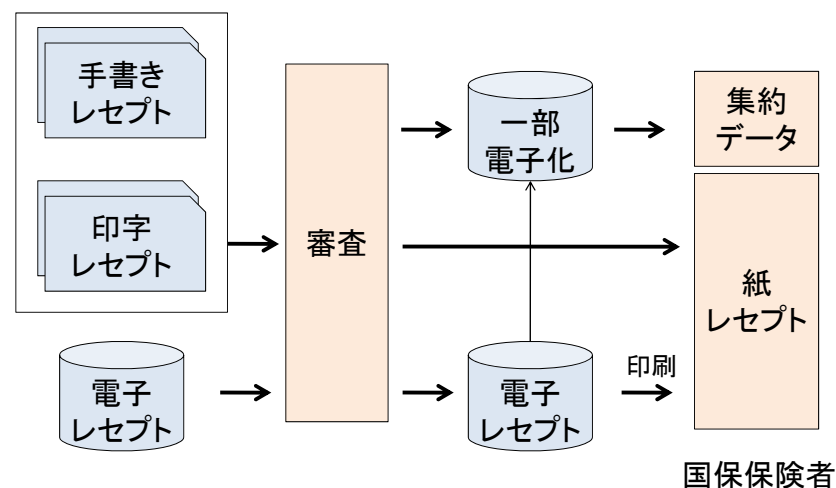 手書き
レセプト
印字
レセプト
電子
レセプト
審査
一部
電子化
電子
レセプト
印刷
集約
データ
紙
レセプト
国保保険者